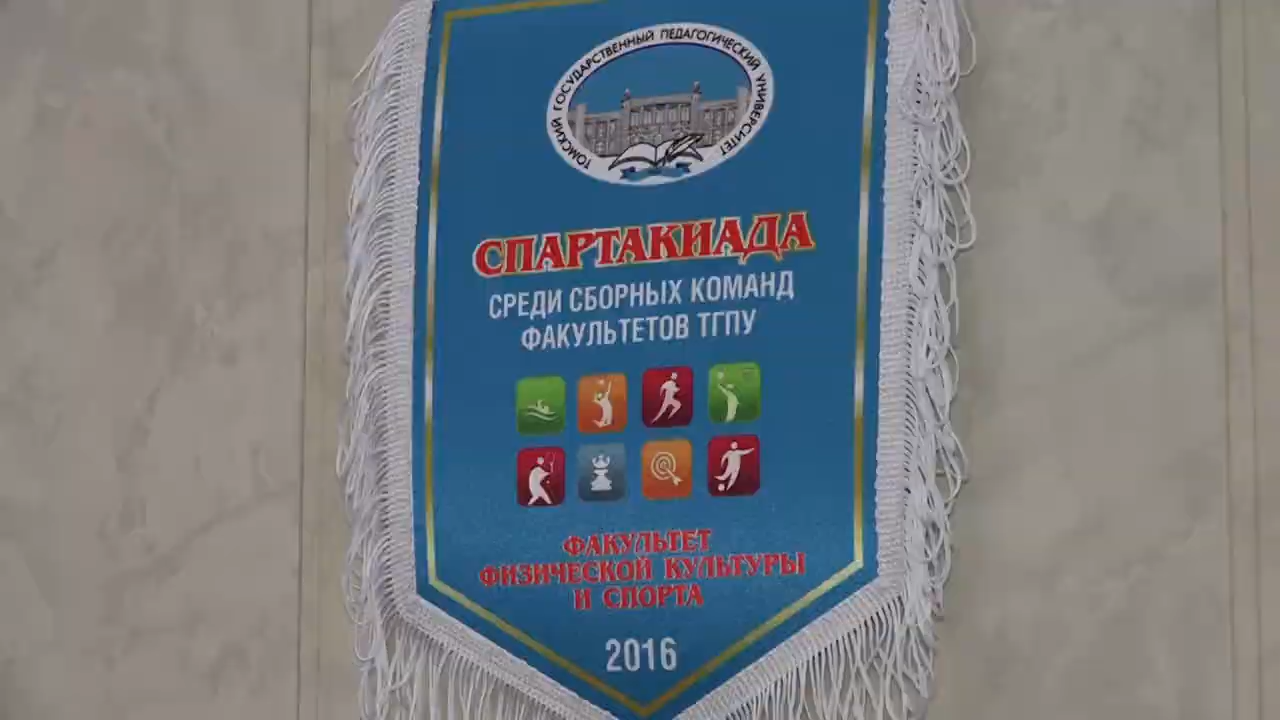 ТОМСКИЙ ГОСУДАРСТВЕННЫЙ ПЕДАГОГИЧЕСКИЙ УНИВЕРСИТЕТ
СПАРТАКИАДА
СРЕДИ СБОРНЫХ КОМАНД
ФАКУЛЬТЕТОВ ТГПУ
ФАКУЛЬТЕТ
ФИЗИЧЕСКОЙ КУЛЬТУРЫ
И СПОРТА
2016